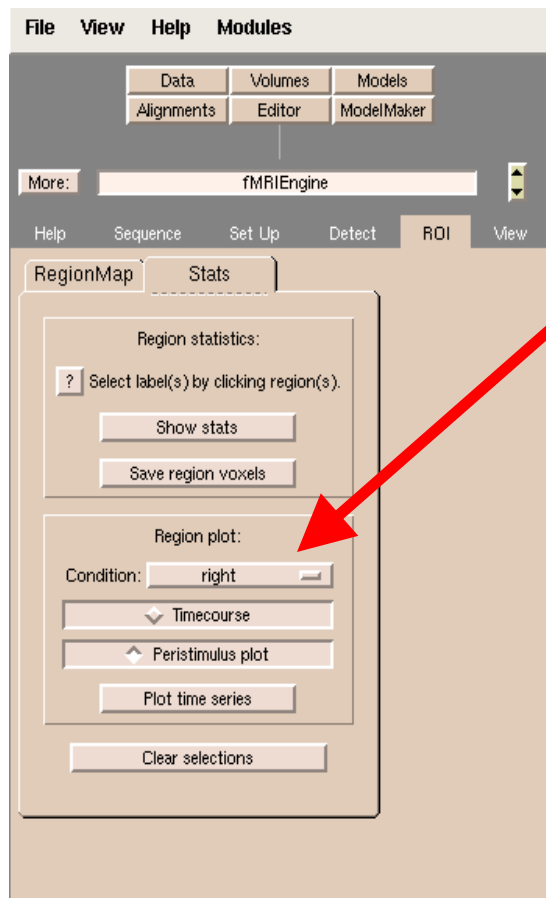 File View Help Modules
Data Volumes Models
Alignments Editor ModelMaker
More: fMRIEngine
Help Sequence Set Up Detect ROI View
RegionMap Stats
Region statistics:
? Select label(s) by clicking region(s).
Show stats
Save region voxels
Region plot:
Condition: right
Timecourse
Peristimulus plot
Plot time series
Clear selections